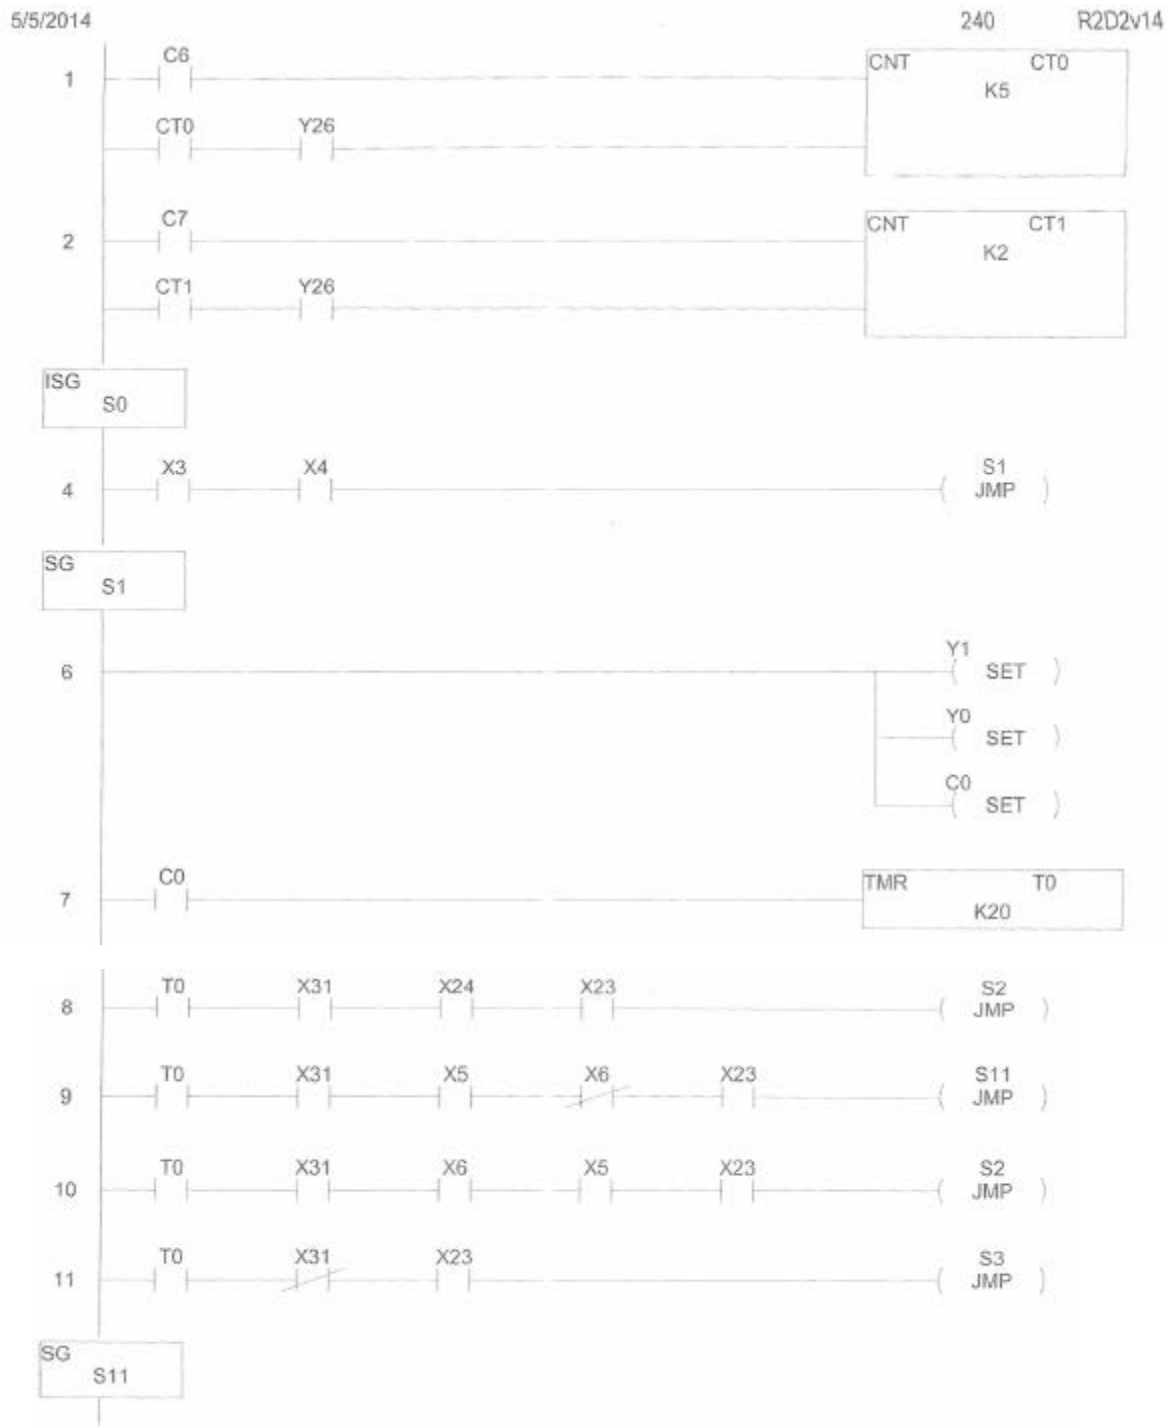 5/5/2014 240 R2D2v14
C6 CNT CT0
1 K5
CT0 Y26
C7 CNT CT1
2 K2
CT1 Y26
ISG
S0
X3 X4 S1
4 JMP
SG
S1
Y1
6 SET
Y0
SET
C0
SET
C0 TMR T0
7 K20
T0 X31 X24 X23 S2
8 JMP
T0 X31 X5 X6 X23 S11
9 JMP
T0 X31 X6 X5 X23 S2
10 JMP
T0 X31 X23 S3
11 JMP
SG
S11